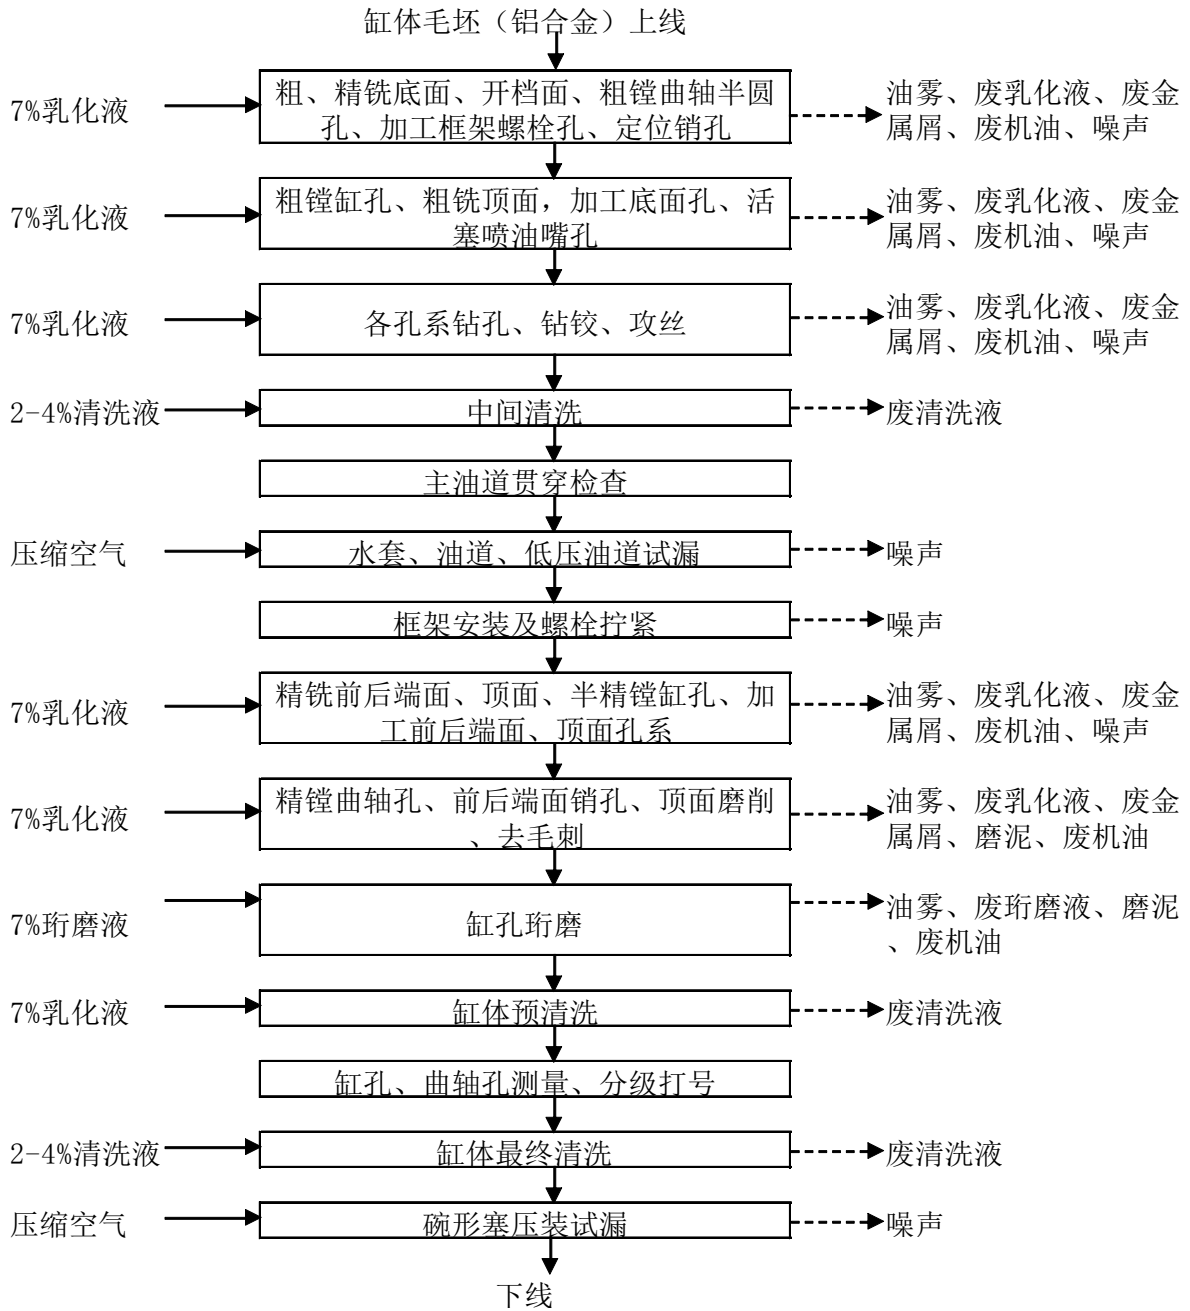 缸体毛坯（铝合金）上线
7%乳化液
粗、精铣底面、开档面、粗镗曲轴半圆
孔、加工框架螺栓孔、定位销孔
油雾、废乳化液、废金
属屑、废机油、噪声
7%乳化液
粗镗缸孔、粗铣顶面，加工底面孔、活
塞喷油嘴孔
油雾、废乳化液、废金
属屑、废机油、噪声
7%乳化液
各孔系钻孔、钻铰、攻丝
油雾、废乳化液、废金
属屑、废机油、噪声
2-4%清洗液
中间清洗
废清洗液
主油道贯穿检查
压缩空气
水套、油道、低压油道试漏
噪声
框架安装及螺栓拧紧
噪声
7%乳化液
精铣前后端面、顶面、半精镗缸孔、加
工前后端面、顶面孔系
油雾、废乳化液、废金
属屑、废机油、噪声
7%乳化液
精镗曲轴孔、前后端面销孔、顶面磨削
、去毛刺
油雾、废乳化液、废金
属屑、磨泥、废机油
7%珩磨液
缸孔珩磨
油雾、废珩磨液、磨泥
、废机油
7%乳化液
缸体预清洗
废清洗液
缸孔、曲轴孔测量、分级打号
2-4%清洗液
缸体最终清洗
废清洗液
压缩空气
碗形塞压装试漏
噪声
下线